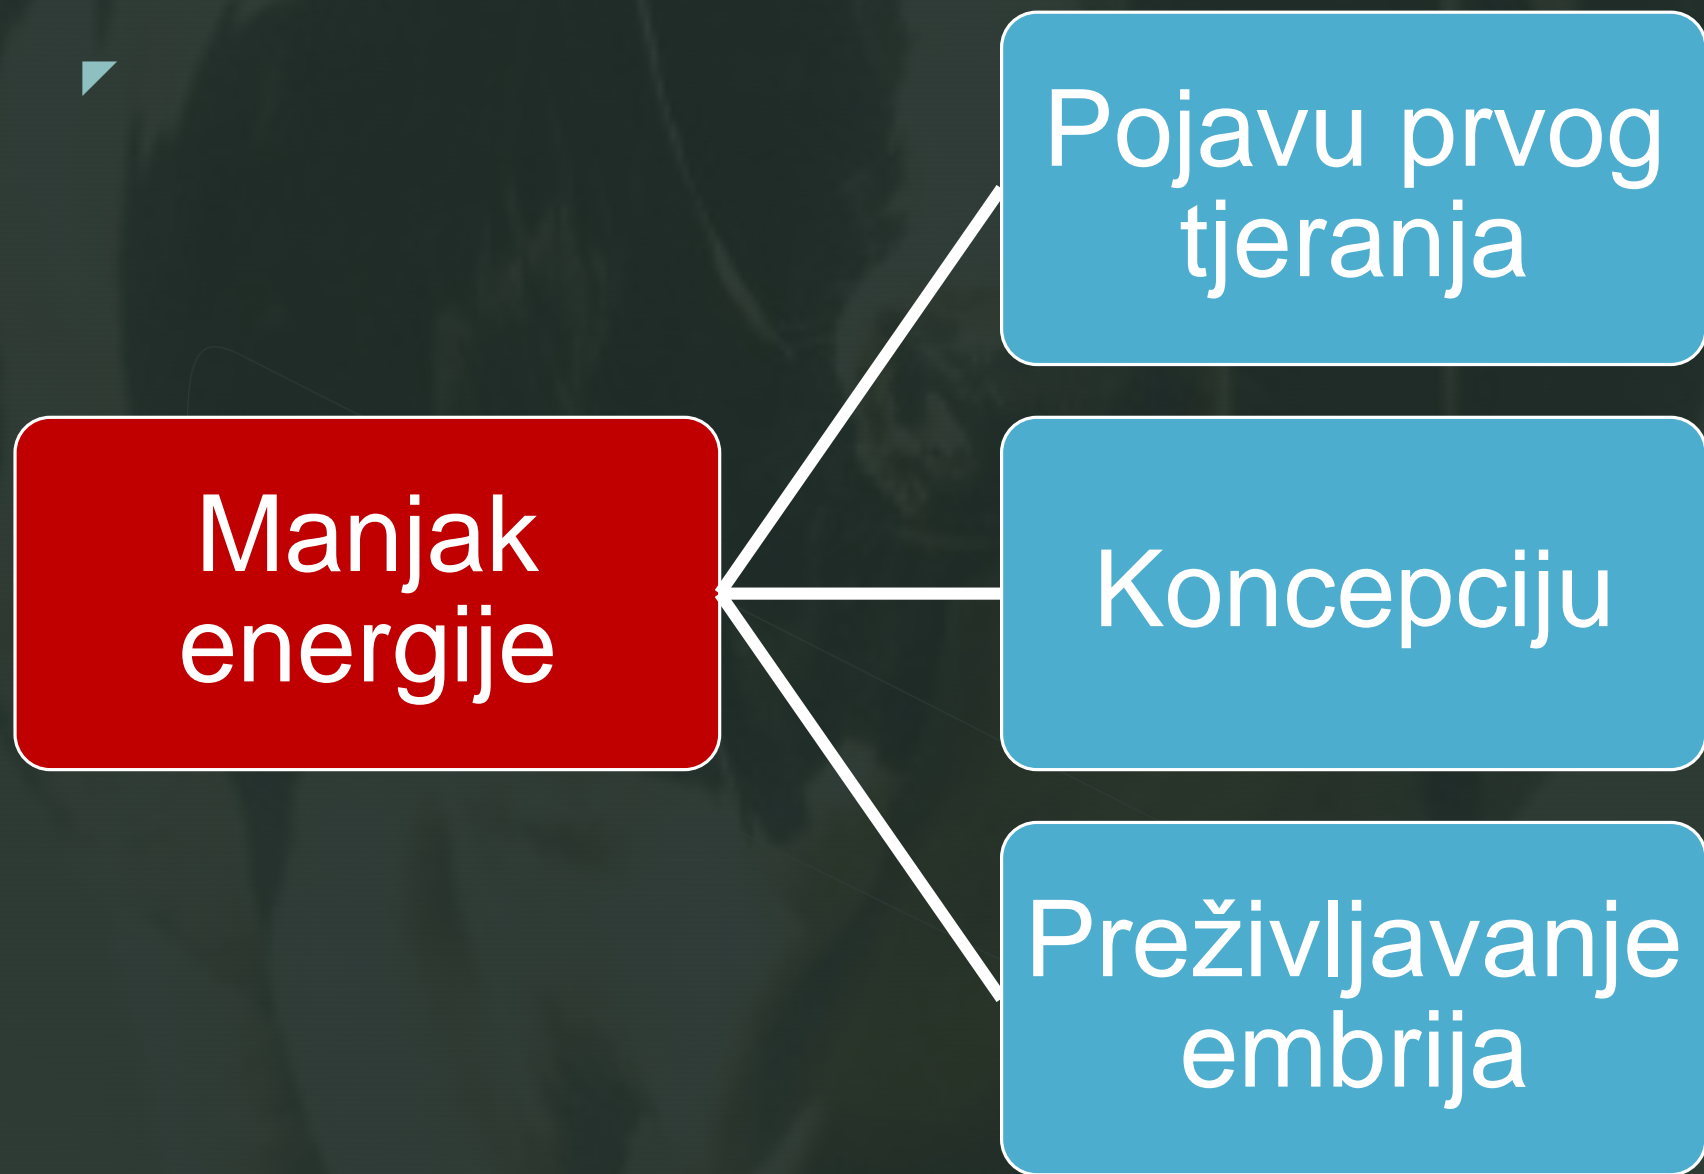 Manjak
energije
Pojavu prvog
tjeranja
Koncepciju
Preživljavanje
embrija